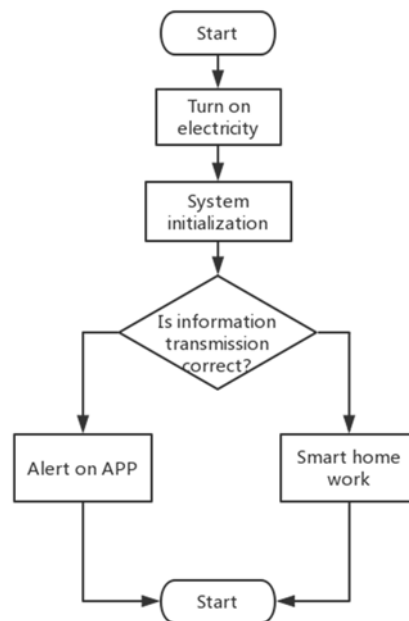 Start
Turn on
electricity
System
initialization
Is information
transmission
correct?
Alert on APP
Smart home
work
Start